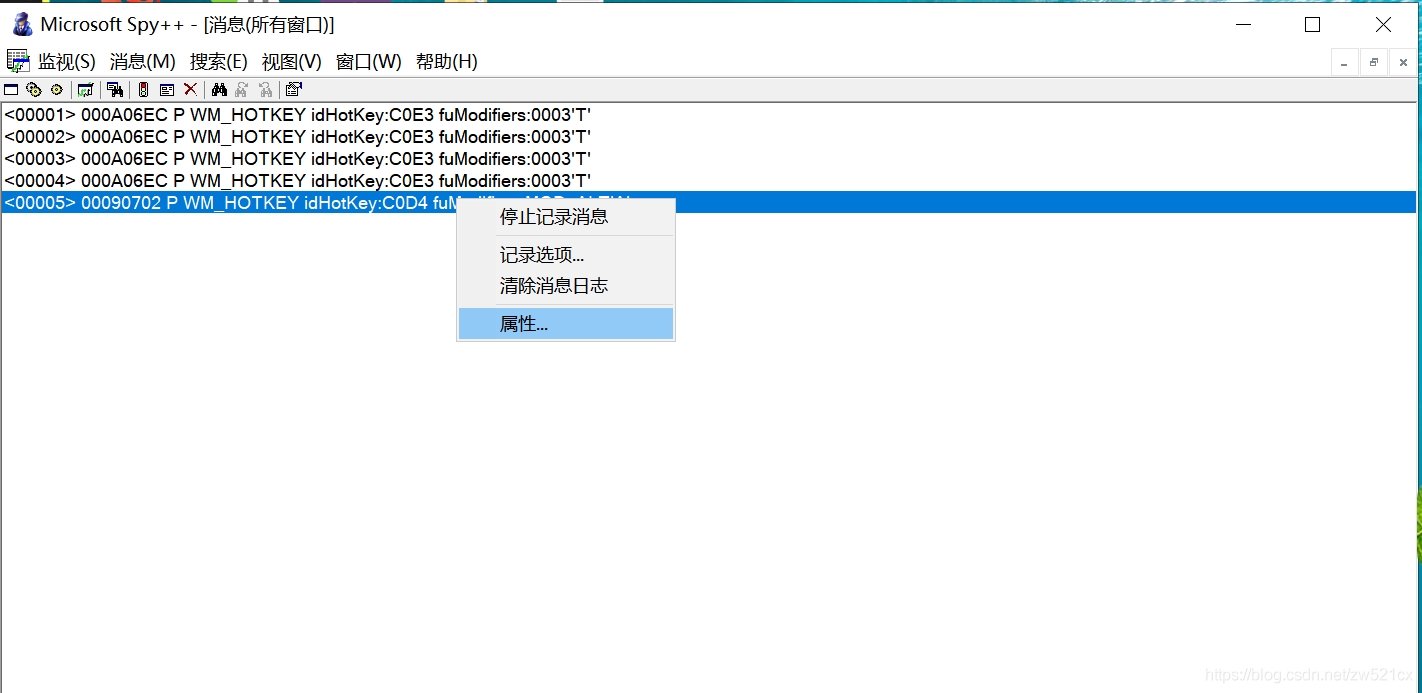 Microsoft Spy++ - [消息(所有窗口)]
监视(S) 消息(M) 搜索(E) 视图(V) 窗口(W) 帮助(H)
<00001> 000A06EC P WM_HOTKEY idHotKey:C0E3 fuModifiers:0003'T'
<00002> 000A06EC P WM_HOTKEY idHotKey:C0E3 fuModifiers:0003'T'
<00003> 000A06EC P WM_HOTKEY idHotKey:C0E3 fuModifiers:0003'T'
<00004> 000A06EC P WM_HOTKEY idHotKey:C0E3 fuModifiers:0003'T'
<00005> 00090702 P WM_HOTKEY idHotKey:C0D4
停止记录消息
记录选项...
清除消息日志
属性...
https://blog.csdn.net/zw521cx